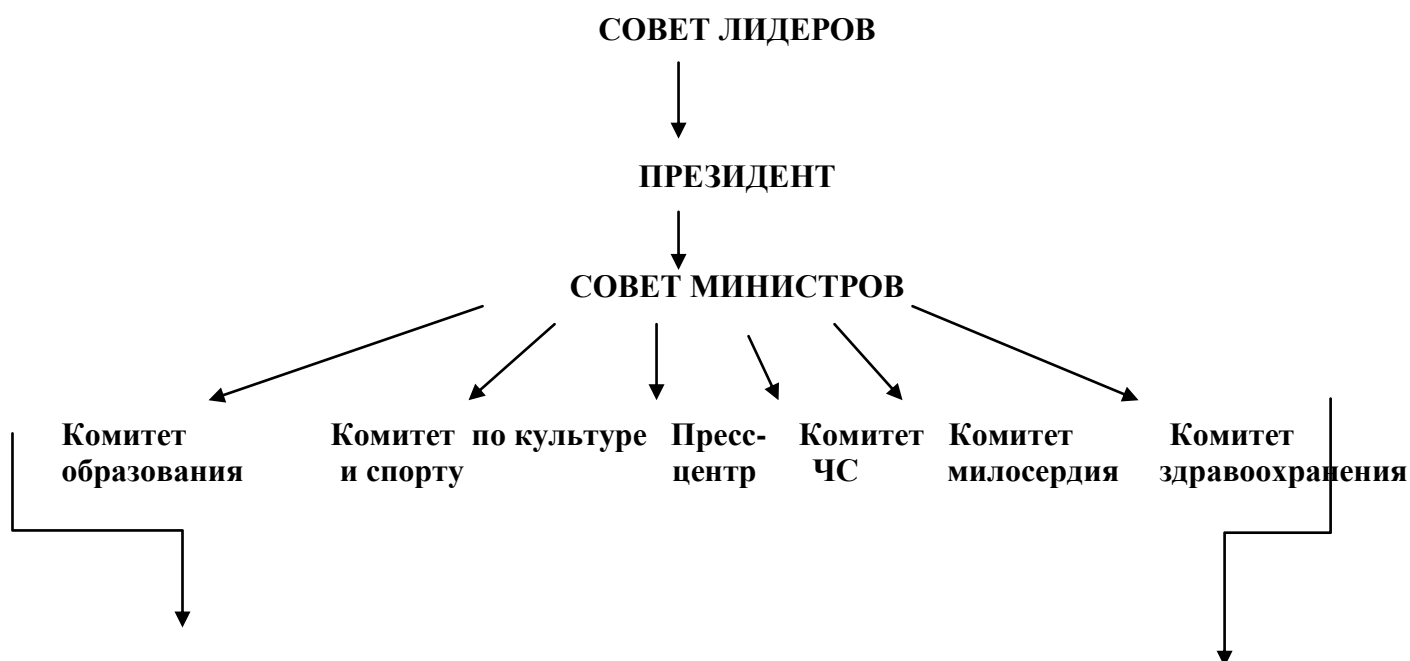 СОВЕТ ЛИДЕРОВ
ПРЕЗИДЕНТ
СОВЕТ МИНИСТРОВ
Комитет Комитет по культуре Пресс- Комитет Комитет Комитет
образования и спорту центр ЧС милосердия здравоохранения